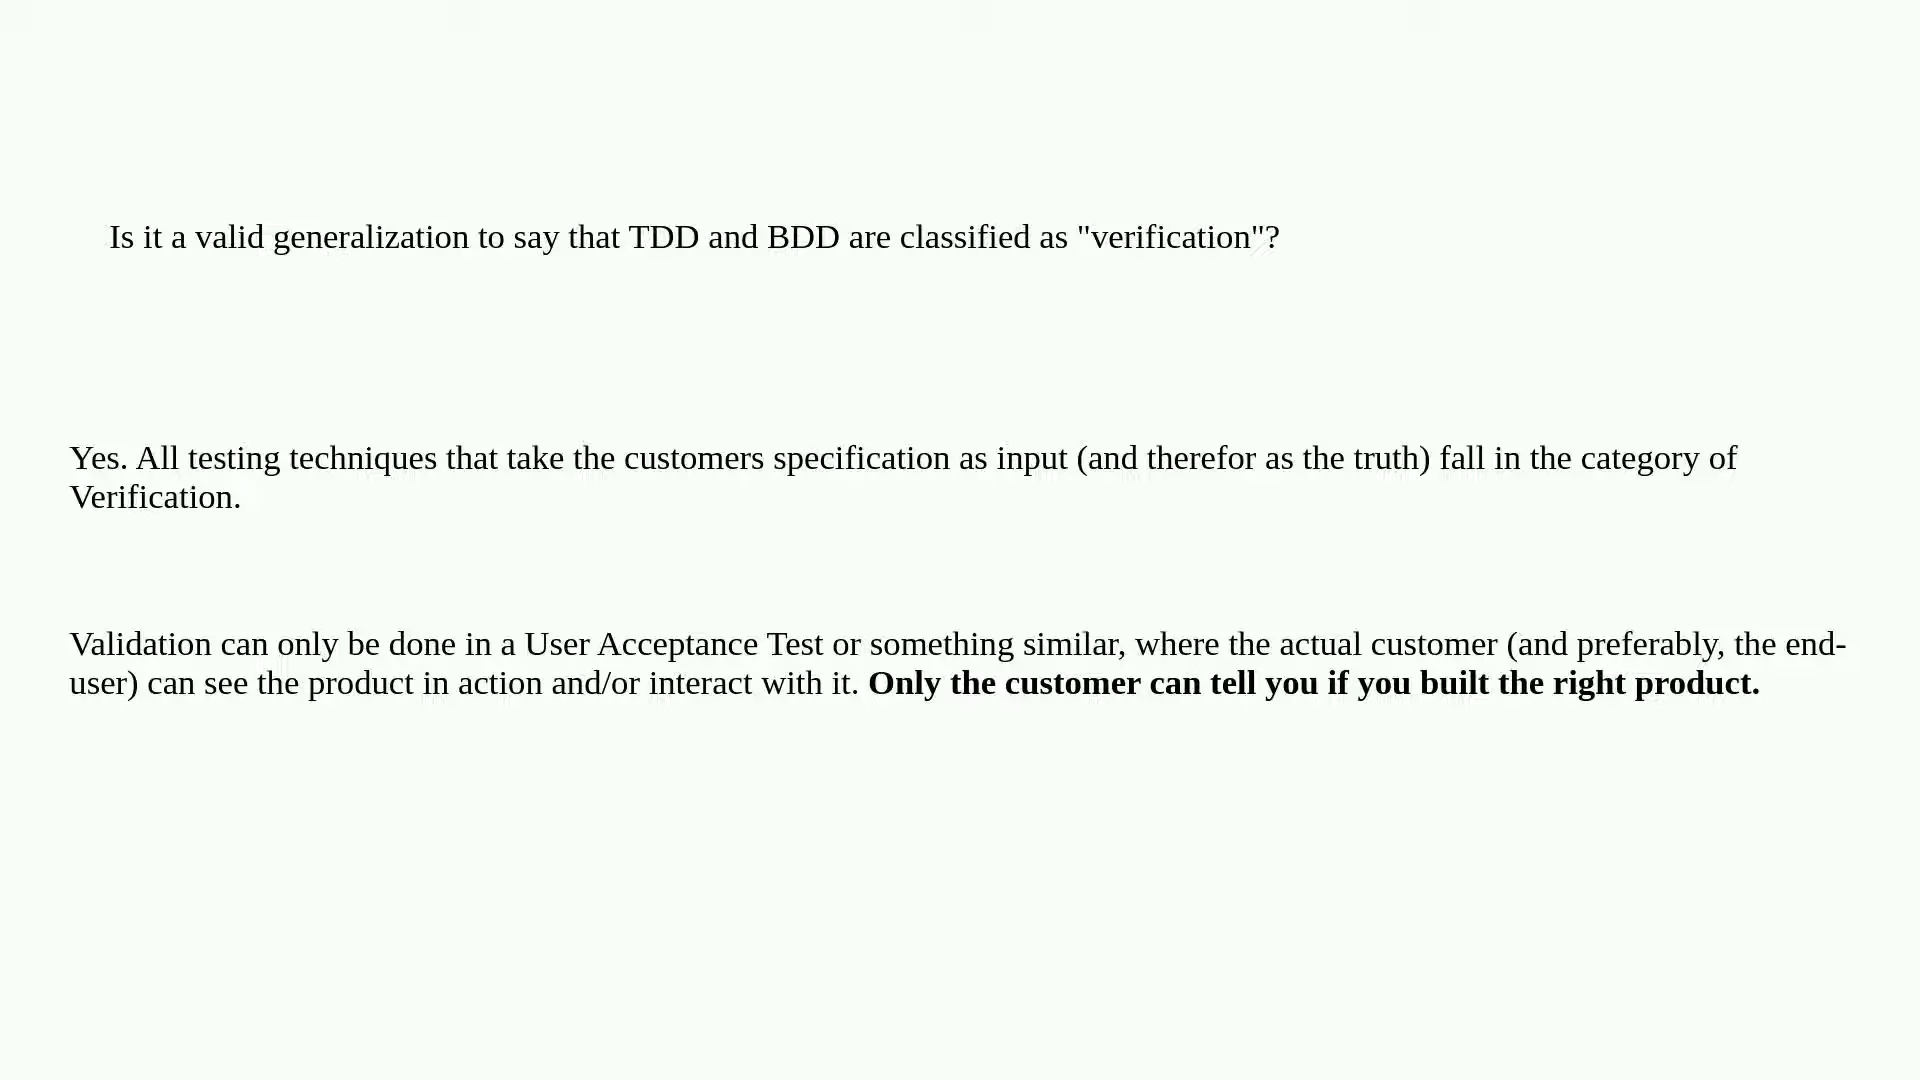 Is it a valid generalization to say that TDD and BDD are classified as "verification"?
Yes. All testing techniques that take the customers specification as input (and therefor as the truth) fall in the category of
Verification.
Validation can only be done in a User Acceptance Test or something similar, where the actual customer (and preferably, the end-
user) can see the product in action and/or interact with it. Only the customer can tell you if you built the right product.